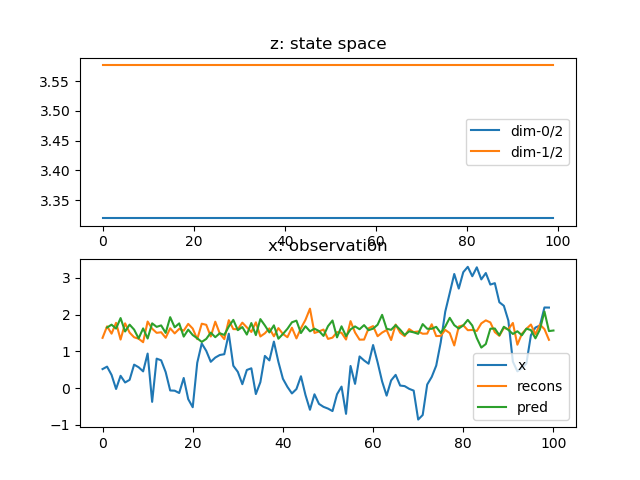 z: state space
3.55
3.50
3.45
3.40
3.35
dim-0/2
dim-1/2
0 20 40 60 80 100
x: observation
3
2
1
0
−1
x
recons
pred
0 20 40 60 80 100